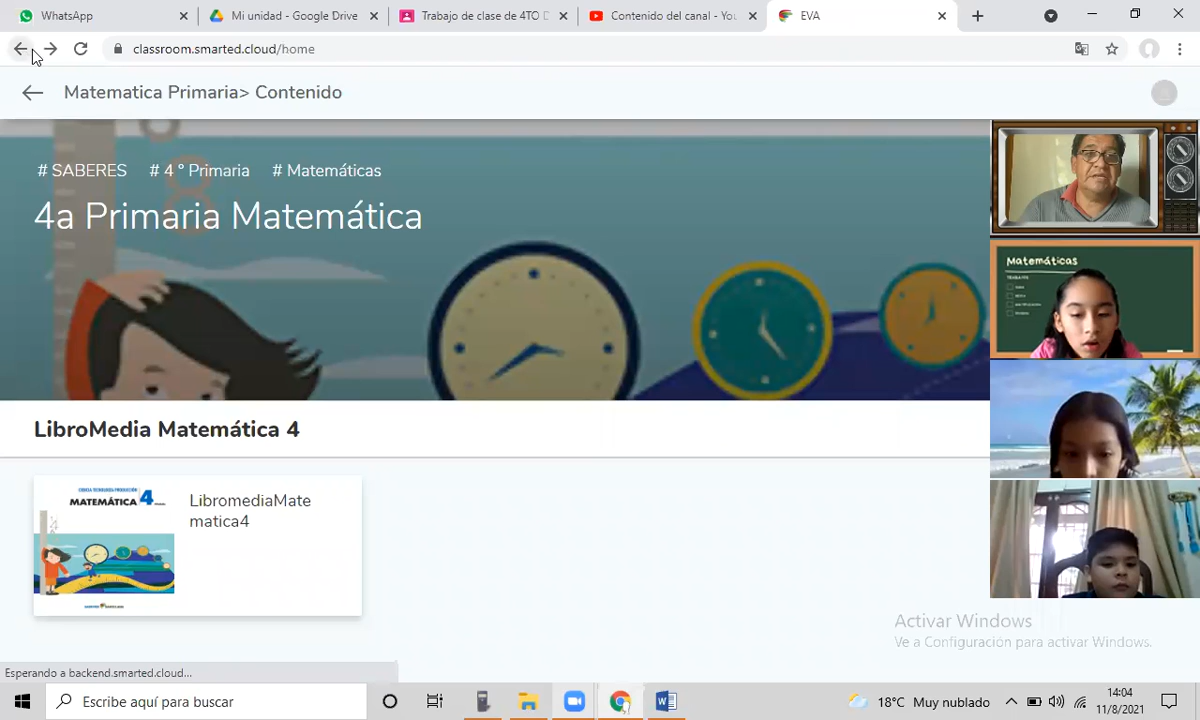 WhatsApp
Mi unidad - Google Drive
Trabajo de clase de 4TO D
Contenido del canal - You
EVA
classroom.smarted.cloud/home
Matematica Primaria> Contenido
# SABERES # 4 º Primaria # Matemáticas
4a Primaria Matemática
Matemáticas
LibroMedia Matemática 4
MATEMÁTICA 4
LibromediaMate
matica4
Activar Windows
Ve a Configuración para activar Windows.
Esperando a backend.smarted.cloud...
Escribe aquí para buscar
18°C Muy nublado
14:04
11/8/2021